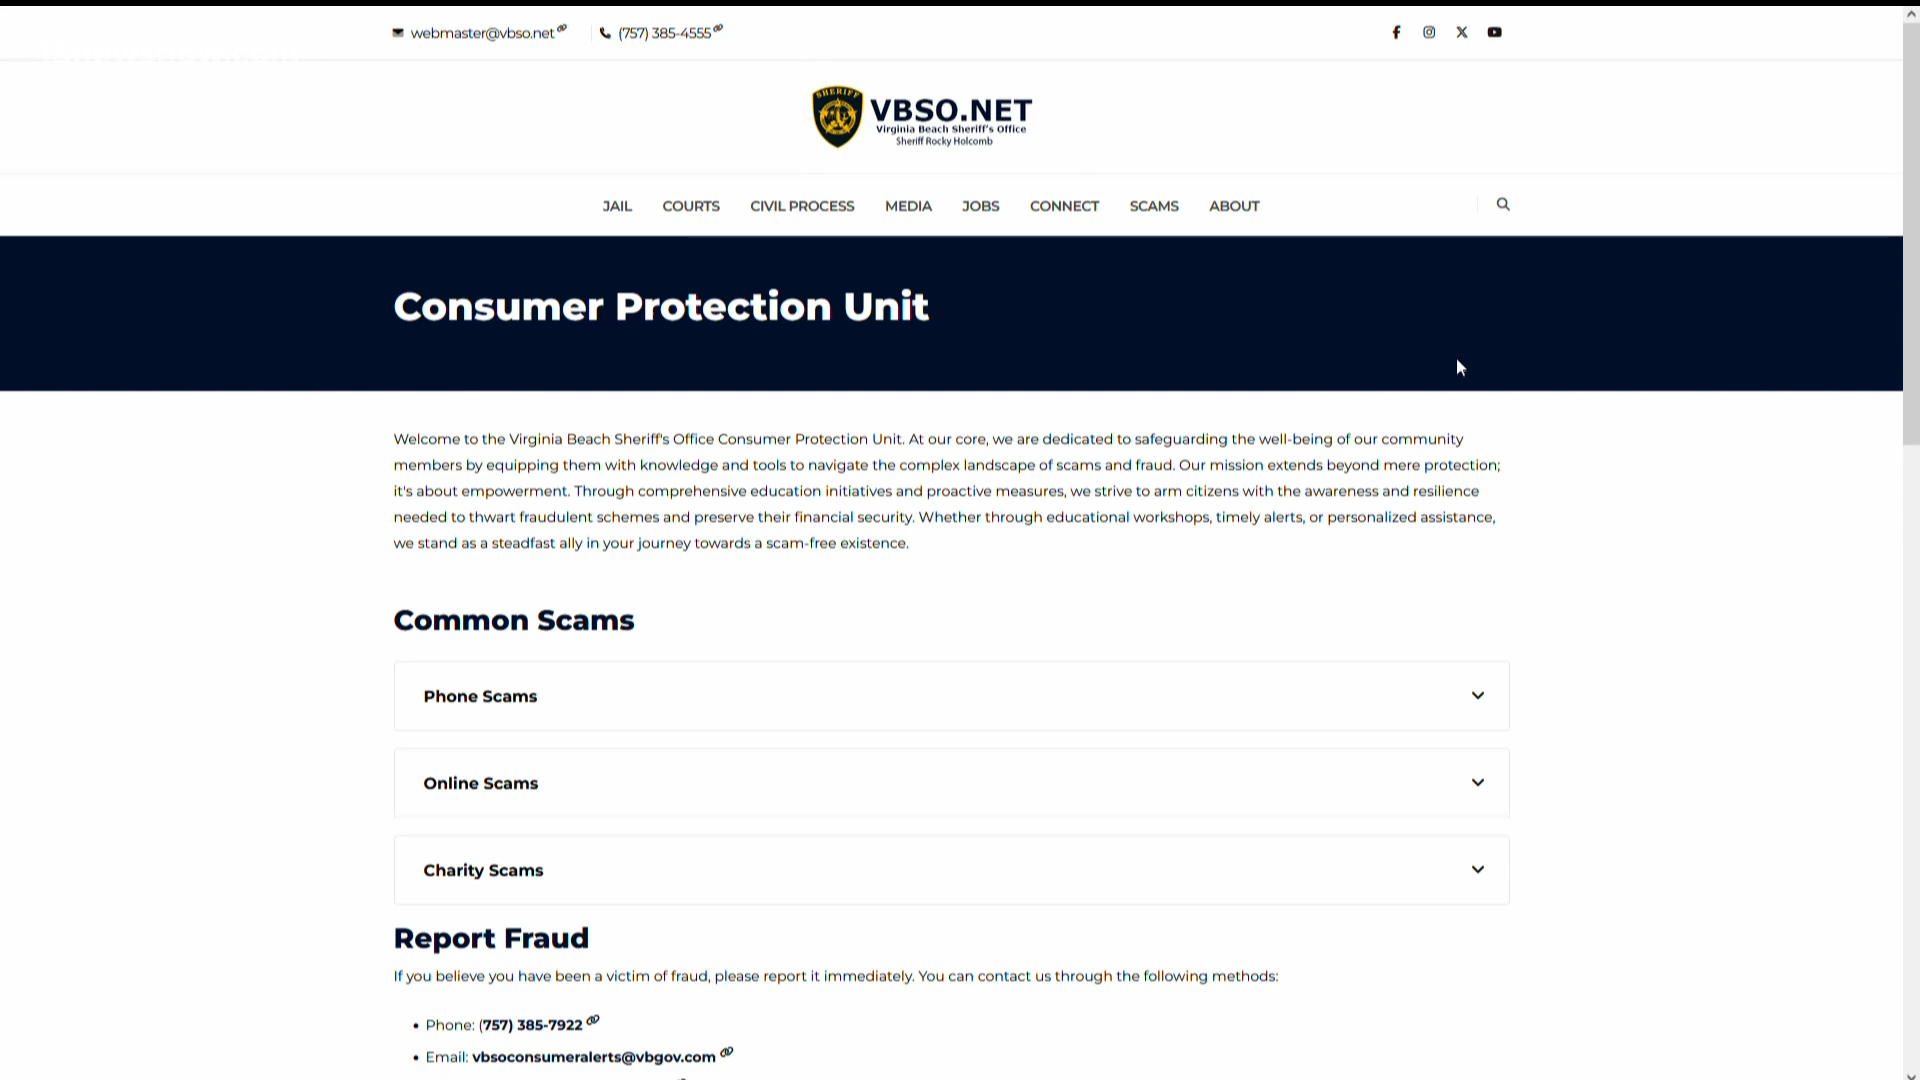 webmaster@vbso.net
(757) 385-4555
SHERIFF
VBSO.NET
Virginia Beach Sheriff's Office
Sheriff Rocky Holcomb
JAIL COURTS CIVIL PROCESS MEDIA JOBS CONNECT SCAMS ABOUT
Consumer Protection Unit
Welcome to the Virginia Beach Sheriff's Office Consumer Protection Unit. At our core, we are dedicated to safeguarding the well-being of our community
members by equipping them with knowledge and tools to navigate the complex landscape of scams and fraud. Our mission extends beyond mere protection;
it's about empowerment. Through comprehensive education initiatives and proactive measures, we strive to arm citizens with the awareness and resilience
needed to thwart fraudulent schemes and preserve their financial security. Whether through educational workshops, timely alerts, or personalized assistance,
we stand as a steadfast ally in your journey towards a scam-free existence.
Common Scams
Phone Scams
Online Scams
Charity Scams
Report Fraud
If you believe you have been a victim of fraud, please report it immediately. You can contact us through the following methods:
• Phone: (757) 385-7922
• Email: vbsoconsumeralerts@vbgov.com